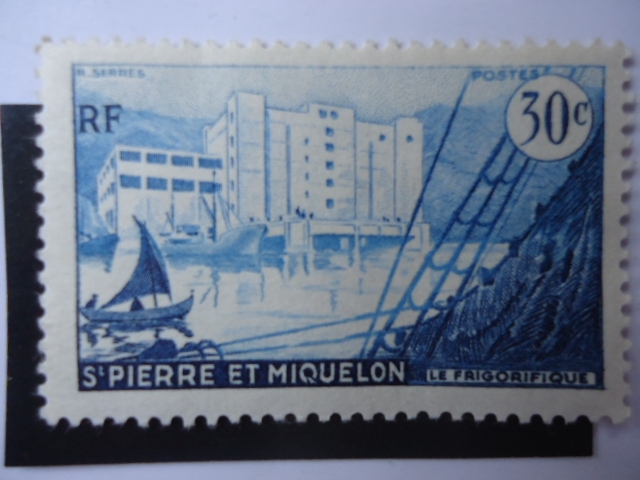 R. SERRES
POSTES
RF
30c
St PIERRE ET MIQUELON
LE FRIGORIFIQUE